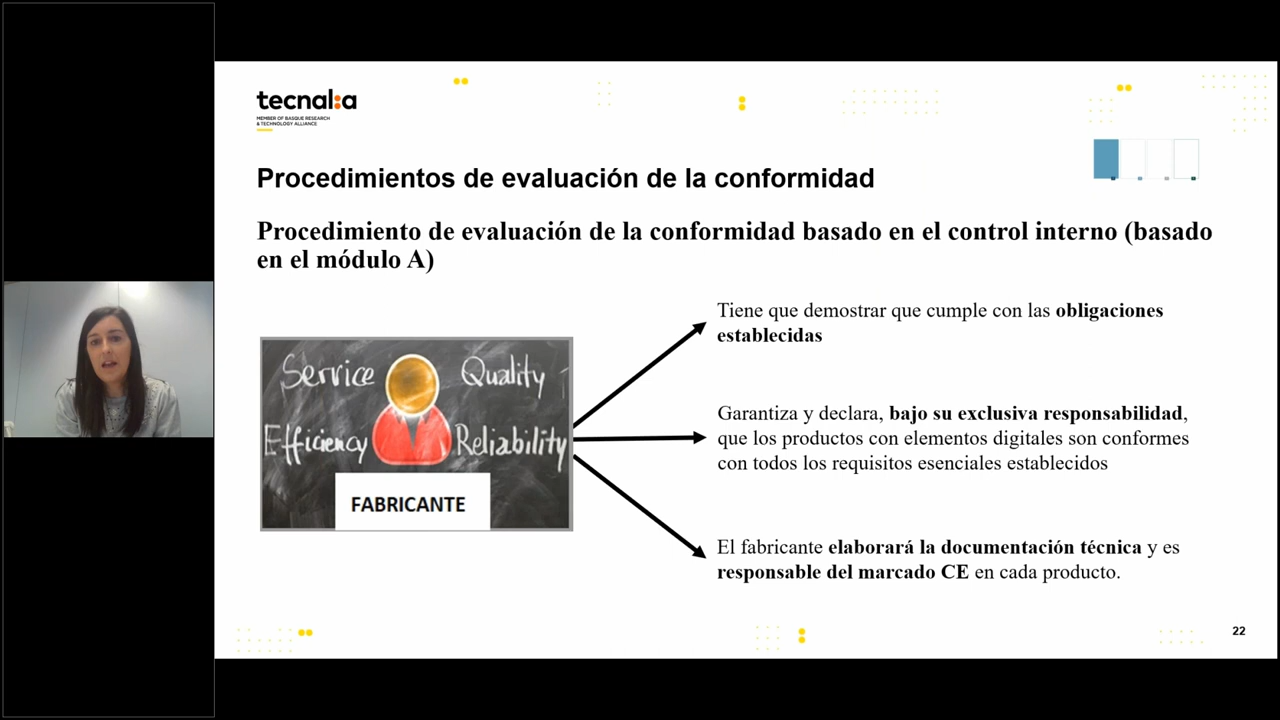 tecnal:a
MEMBER OF BASQUE RESEARCH
& TECHNOLOGY ALLIANCE
Procedimientos de evaluación de la conformidad
Procedimiento de evaluación de la conformidad basado en el control interno (basado
en el módulo A)
Tiene que demostrar que cumple con las obligaciones
establecidas
Service Quality
Efficiency Reliability
FABRICANTE
Garantiza y declara, bajo su exclusiva responsabilidad,
que los productos con elementos digitales son conformes
con todos los requisitos esenciales establecidos
El fabricante elaborará la documentación técnica y es
responsable del marcado CE en cada producto.
22